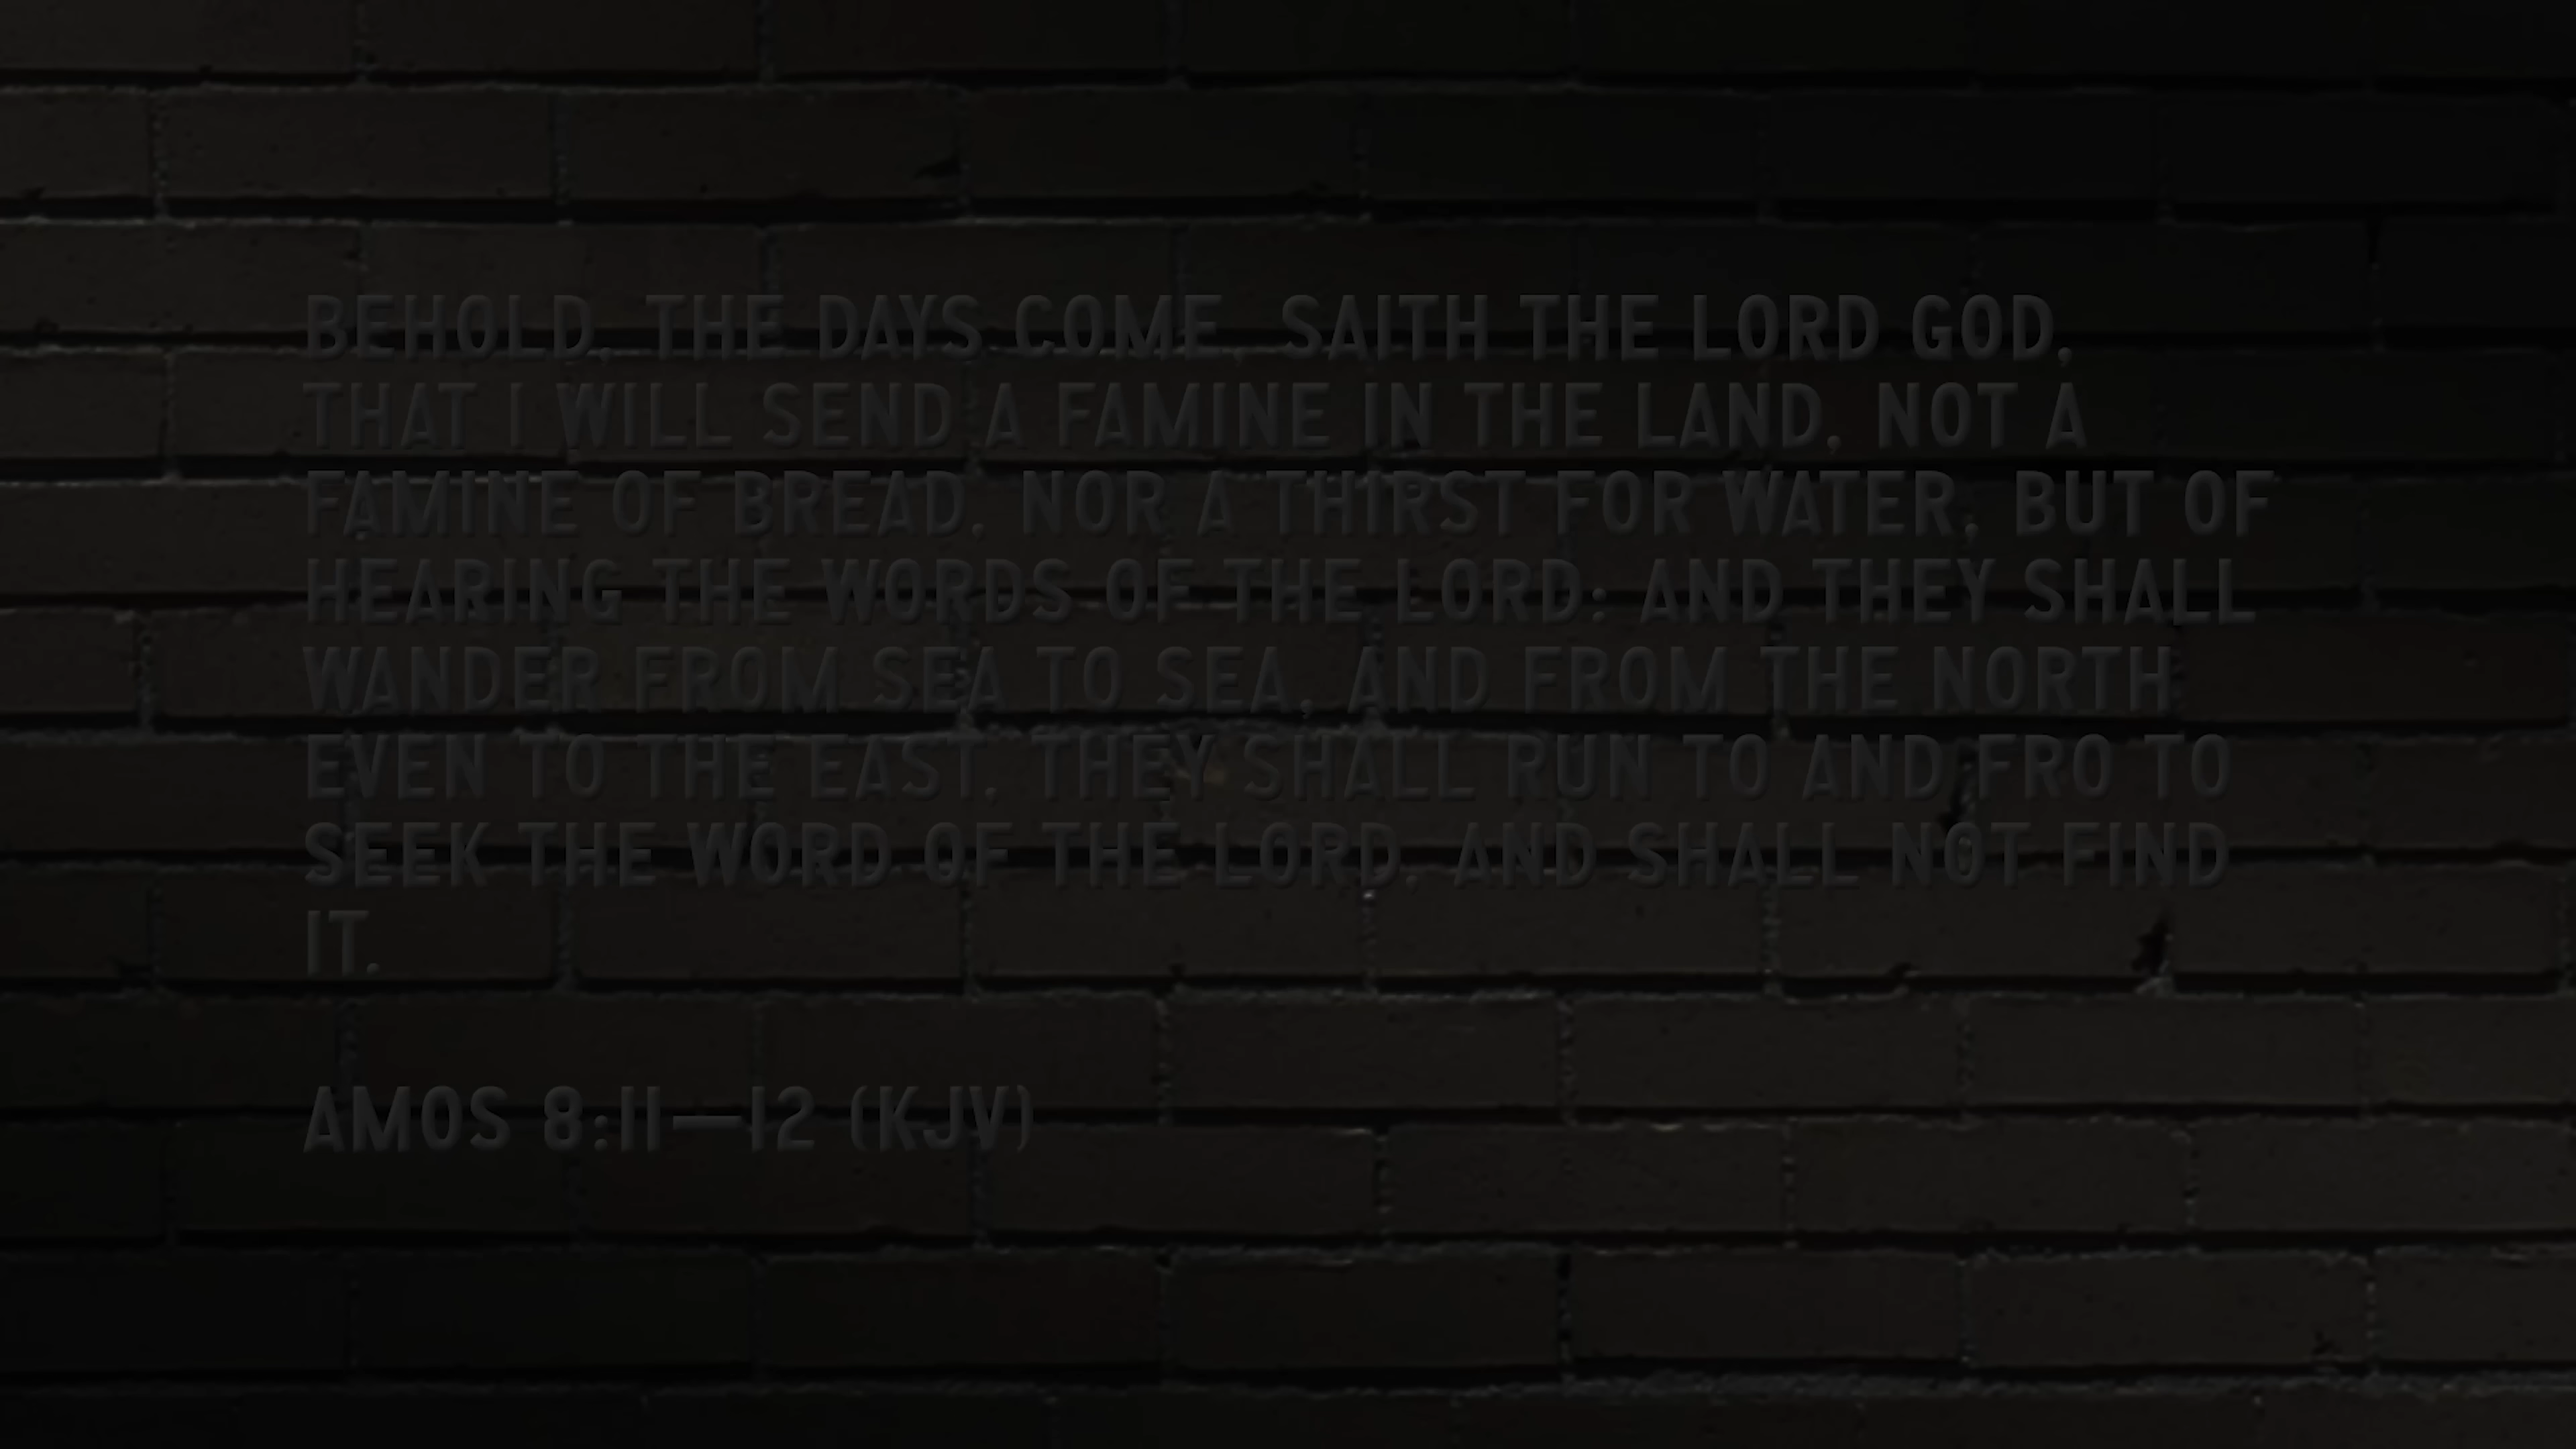 BEHOLD, THE DAYS COME, SAITH THE LORD GOD,
THAT I WILL SEND A FAMINE IN THE LAND, NOT A
FAMINE OF BREAD, NOR A THIRST FOR WATER, BUT OF
HEARING THE WORDS OF THE LORD: AND THEY SHALL
WANDER FROM SEA TO SEA, AND FROM THE NORTH
EVEN TO THE EAST, THEY SHALL RUN TO AND FRO TO
SEEK THE WORD OF THE LORD, AND SHALL NOT FIND
IT.
AMOS 8:11—12 (KJV)